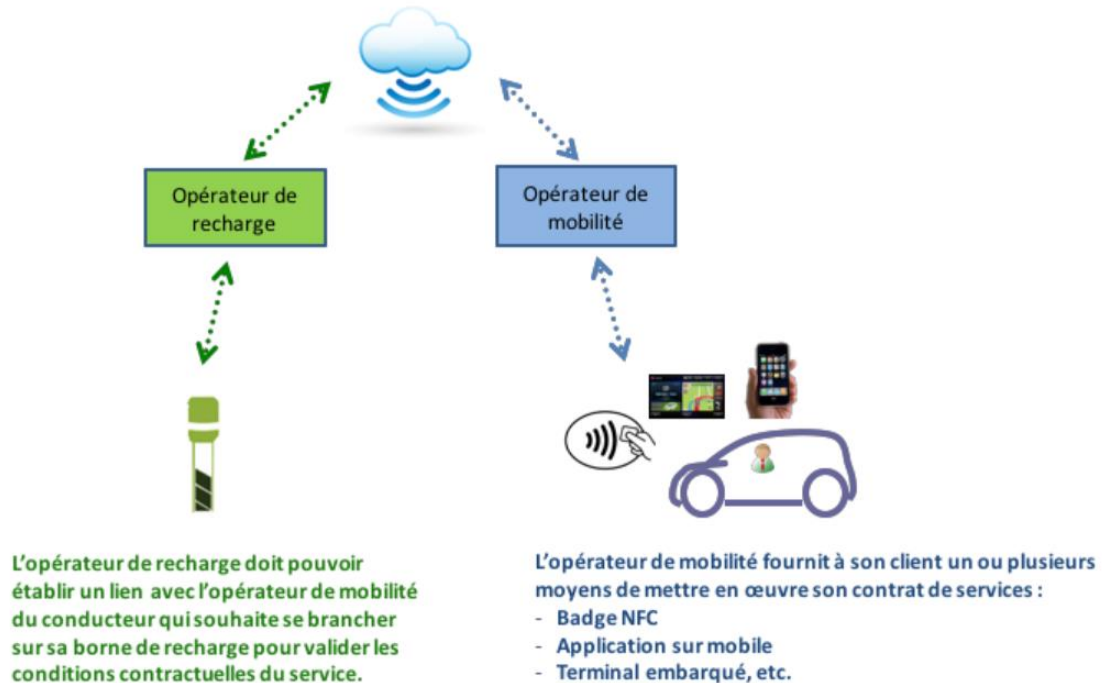 Opérateur de
recharge
Opérateur de
mobilité
L'opérateur de recharge doit pouvoir
établir un lien avec l'opérateur de mobilité
du conducteur qui souhaite se brancher
sur sa borne de recharge pour valider les
conditions contractuelles du service.
L'opérateur de mobilité fournit à son client un ou plusieurs
moyens de mettre en œuvre son contrat de services :
- Badge NFC
- Application sur mobile
- Terminal embarqué, etc.